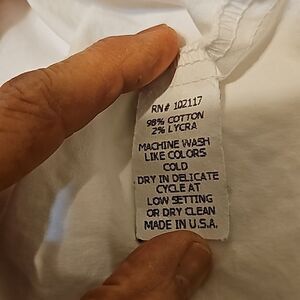 RN# 102117
98% COTTON
2% LYCRA
MACHINE WASH
LIKE COLORS
COLD
DRY IN DELICATE
CYCLE AT
LOW SETTING
OR DRY CLEAN
MADE IN U.S.A.